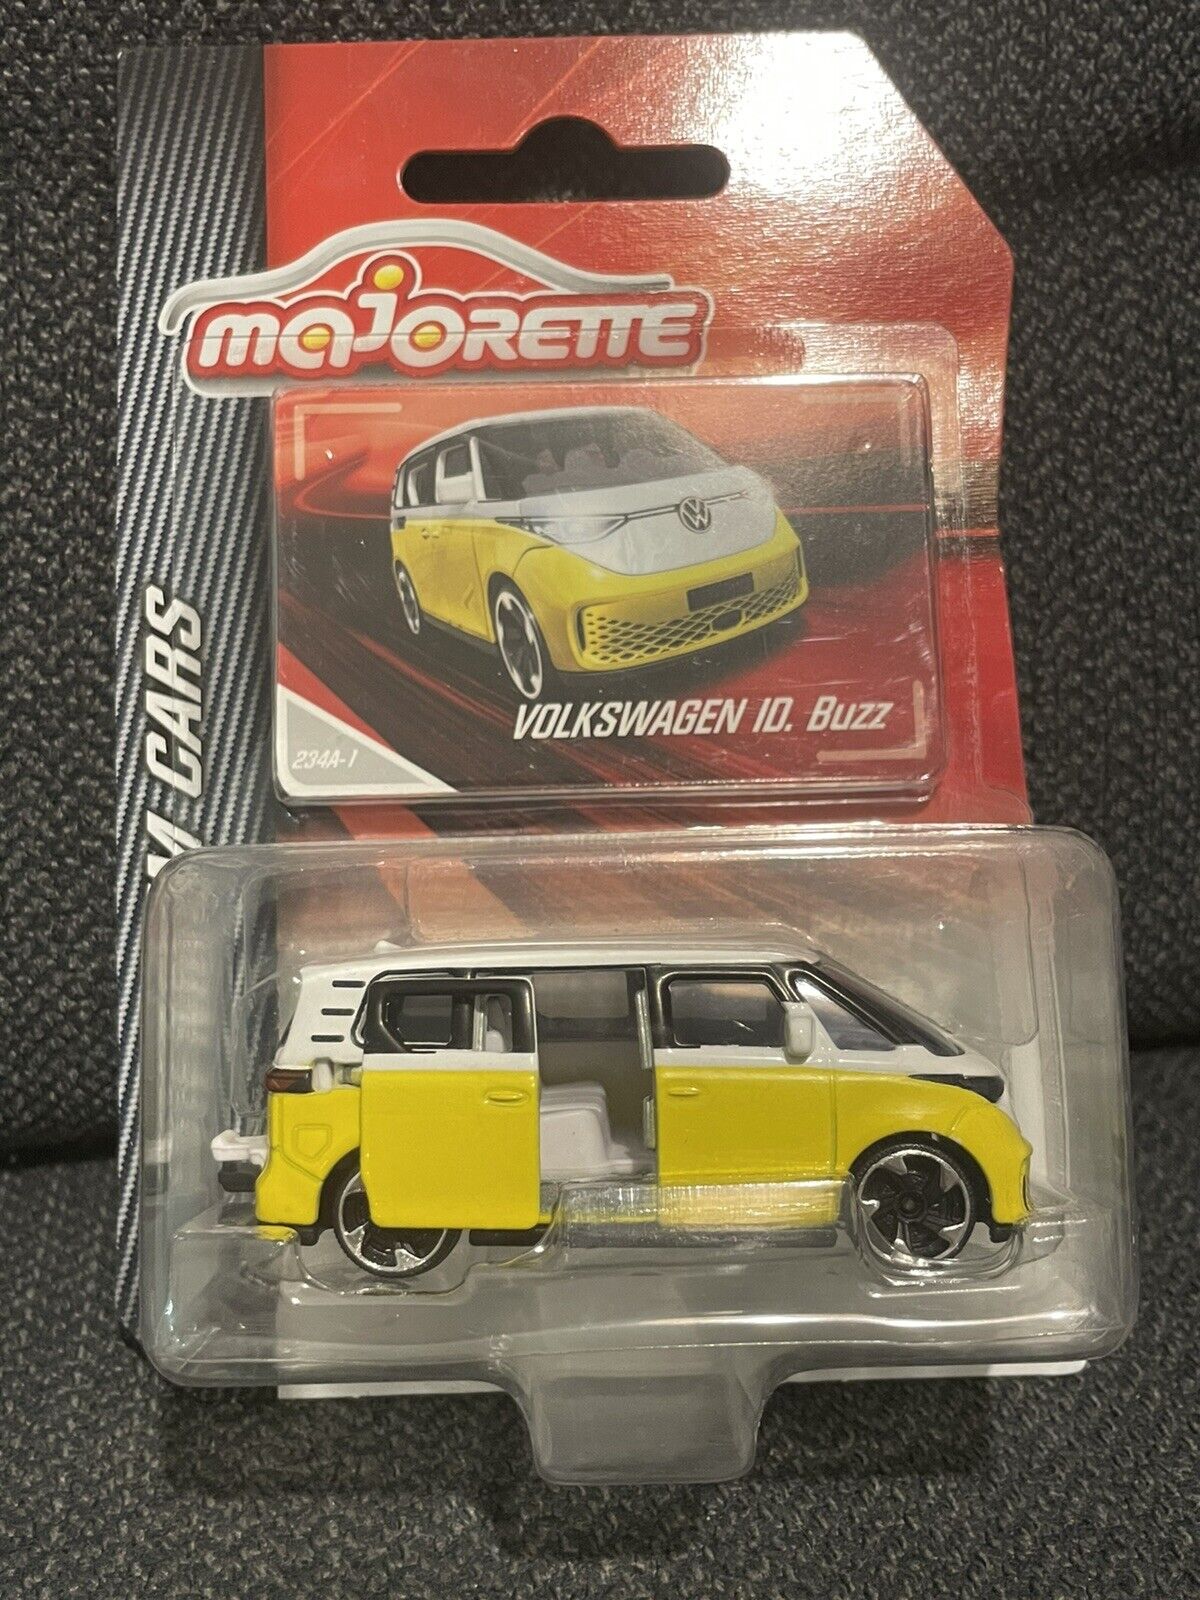 majorette
VOLKSWAGEN ID. Buzz
234A-1
M CARS